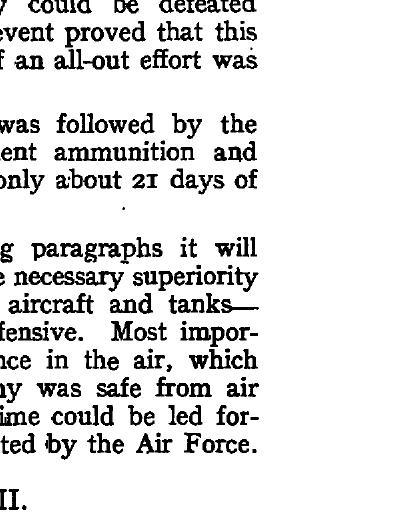 could be defeated
event proved that this
f an all-out effort was
was followed by the
ent ammunition and
only about 21 days of
g paragraphs it will
e necessary superiority
aircraft and tanks—
fensive. Most impor-
nce in the air, which
ny was safe from air
ime could be led for-
ted by the Air Force.
II.